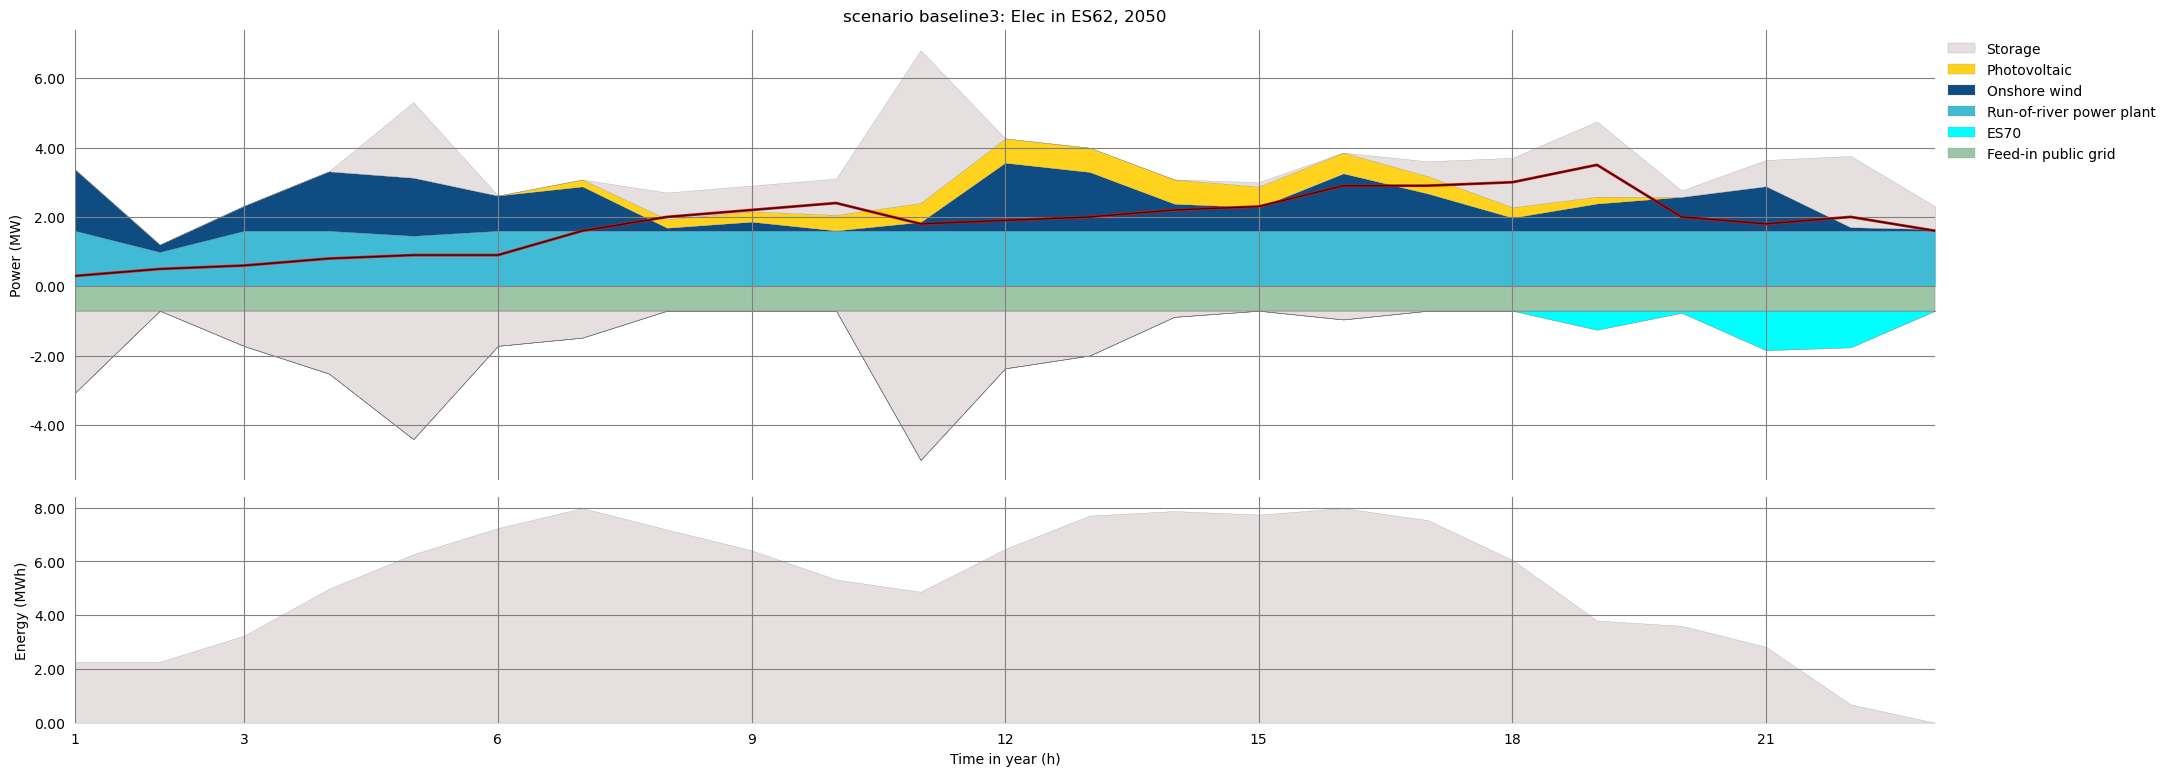 scenario baseline3: Elec in ES62, 2050
Power (MW)
6.00
4.00
2.00
0.00
-2.00
-4.00
Storage
Photovoltaic
Onshore wind
Run-of-river power plant
ES70
Feed-in public grid
Energy (MWh)
8.00
6.00
4.00
2.00
0.00
1 3 6 9 12 15 18 21
Time in year (h)